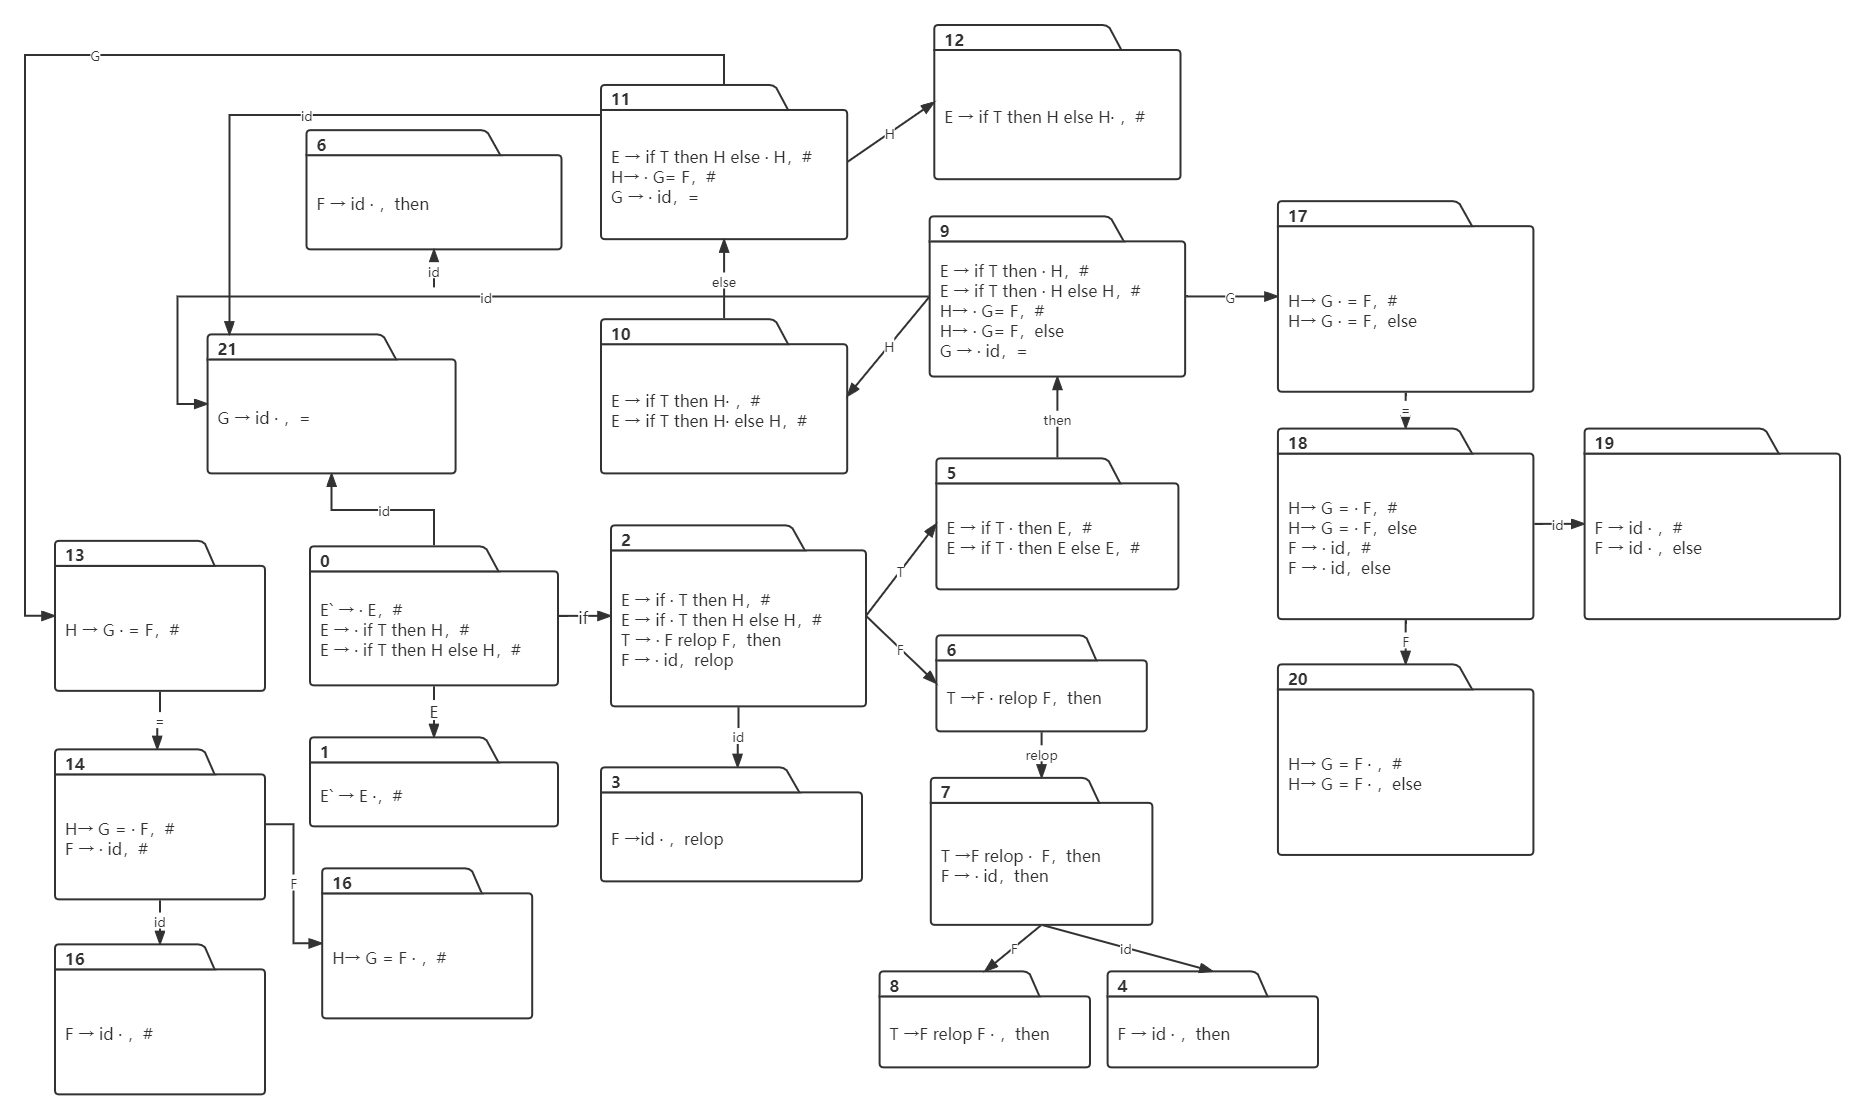 G
12
E → if T then H else H· ,  #
11
E → if T then H else · H,  #
H→ · G= F,  #
G → · id,  =
id
H
6
F → id · ,  then
id
17
H→ G · = F,  #
H→ G · = F,  else
9
E → if T then · H,  #
E → if T then · H else H,  #
H→ · G= F,  #
H→ · G= F,  else
G → · id,  =
else
id
G
H
21
G → id · ,  =
10
E → if T then H· ,  #
E → if T then H· else H,  #
then
=
18
H→ G = · F,  #
H→ G = · F,  else
F → · id,  #
F → · id,  else
id
19
F → id · ,  #
F → id · ,  else
5
E → if T · then E,  #
E → if T · then E else E,  #
id
13
H → G · = F,  #
0
E` → · E,  #
E → · if T then H,  #
E → · if T then H else H,  #
if
2
E → if · T then H,  #
E → if · T then H else H,  #
T → · F relop F,  then
F → · id,  relop
T
F
6
T →F · relop F,  then
F
20
H→ G = F · ,  #
H→ G = F · ,  else
=
E
id
relop
14
H→ G = · F,  #
F → · id,  #
1
E` → E ·,  #
3
F →id · ,  relop
7
T →F relop ·  F,  then
F → · id,  then
F
id
16
H→ G = F · ,  #
F
id
16
F → id · ,  #
8
T →F relop F · ,  then
4
F → id · ,  then